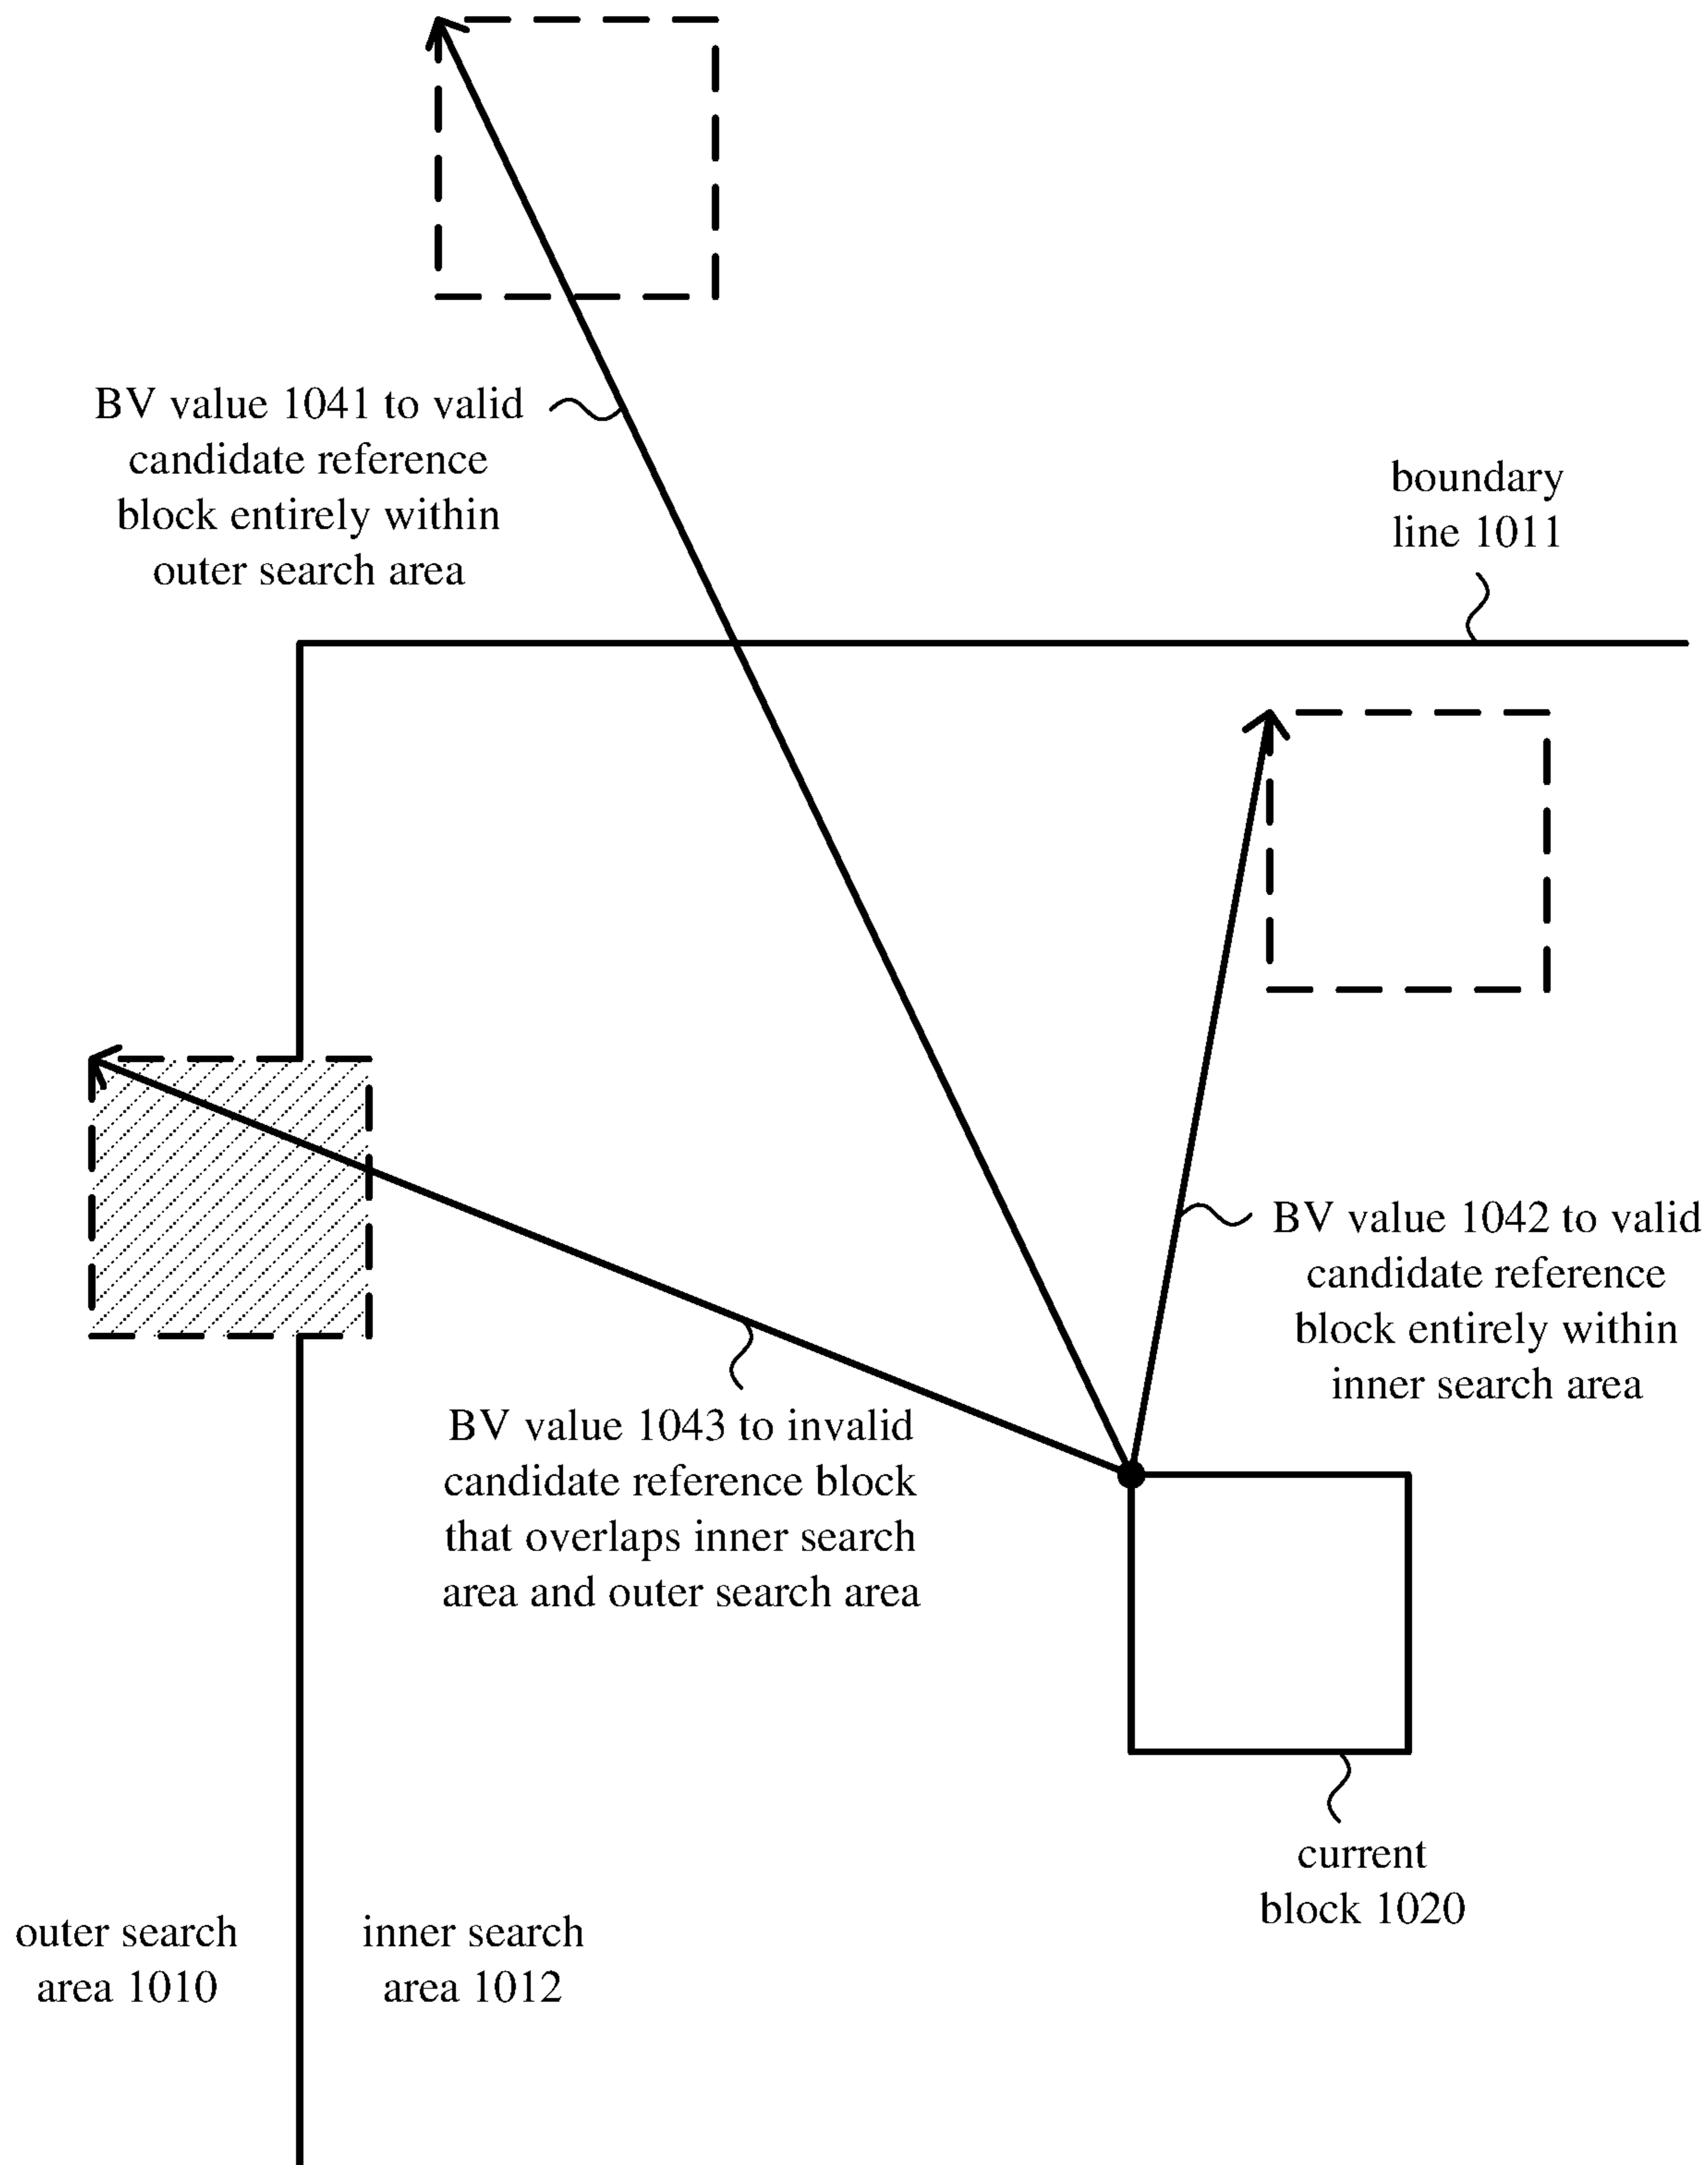 BV value 1041 to valid
candidate reference
block entirely within
outer search area
boundary
line 1011
BV value 1042 to valid
candidate reference
block entirely within
inner search area
BV value 1043 to invalid
candidate reference block
that overlaps inner search
area and outer search area
current
block 1020
outer search
area 1010
inner search
area 1012